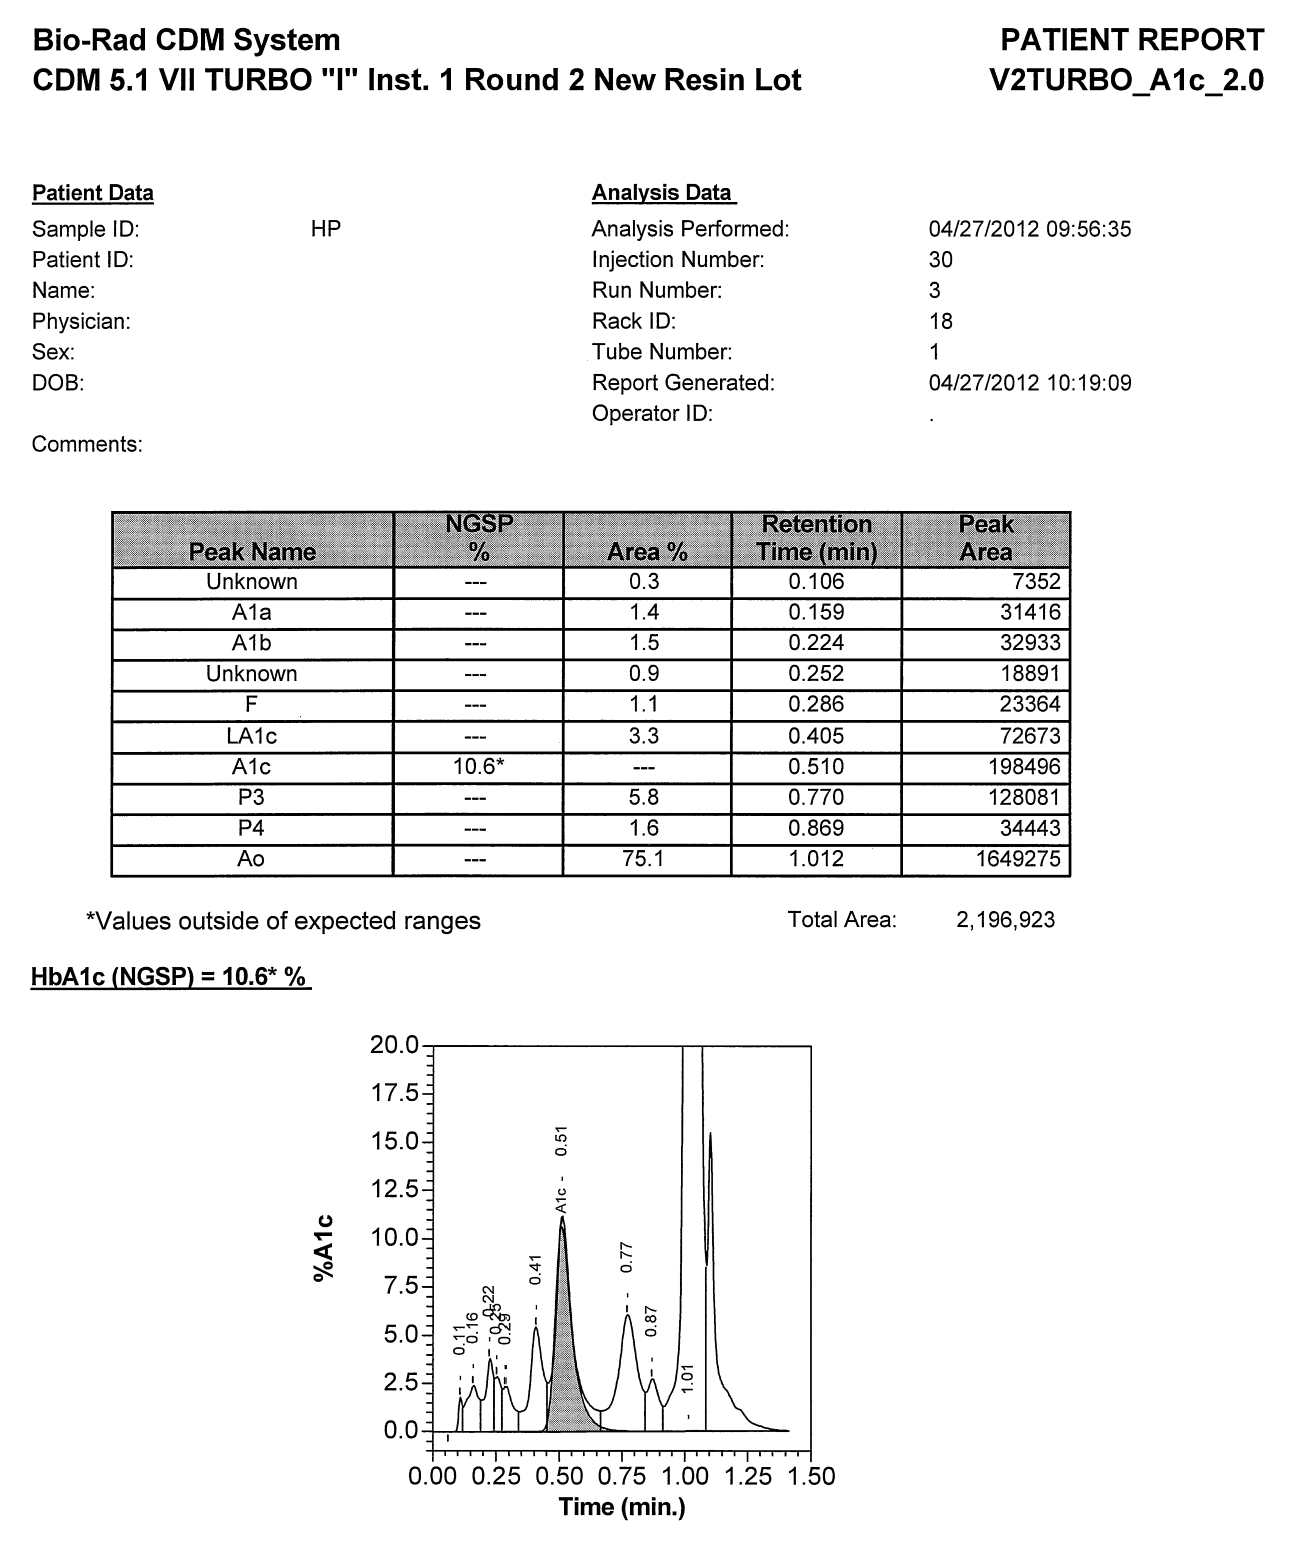 Bio-Rad CDM System
PATIENT REPORT
CDM 5.1 VII TURBO "I" Inst. 1 Round 2 New Resin Lot
V2TURBO_A1c_2.0
Patient Data
Analysis Data
Sample ID: HP
Analysis Performed: 04/27/2012 09:56:35
Patient ID:
Injection Number: 30
Name:
Run Number: 3
Physician:
Rack ID: 18
Sex:
Tube Number: 1
DOB:
Report Generated: 04/27/2012 10:19:09
Operator ID: .
Comments:
Peak Name NGSP % Area % Retention Time (min) Peak Area
Unknown --- 0.3 0.106 7352
A1a --- 1.4 0.159 31416
A1b --- 1.5 0.224 32933
Unknown --- 0.9 0.252 18891
F --- 1.1 0.286 23364
LA1c --- 3.3 0.405 72673
A1c 10.6* --- 0.510 198496
P3 --- 5.8 0.770 128081
P4 --- 1.6 0.869 34443
Ao --- 75.1 1.012 1649275
*Values outside of expected ranges
Total Area: 2,196,923
HbA1c (NGSP) = 10.6* %
%A1c
20.0
17.5
15.0
12.5
10.0
7.5
5.0
2.5
0.0
0.11
0.16
0.22
0.25
0.29
0.41
A1c - 0.51
0.77
0.87
1.01
0.00 0.25 0.50 0.75 1.00 1.25 1.50
Time (min.)